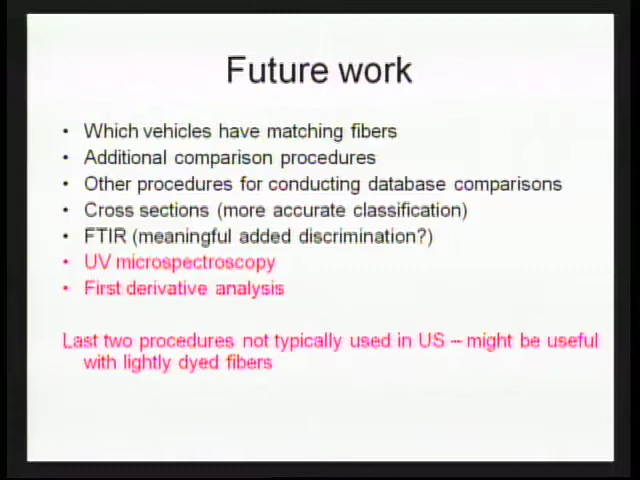 Future work
• Which vehicles have matching fibers
• Additional comparison procedures
• Other procedures for conducting database comparisons
• Cross sections (more accurate classification)
• FTIR (meaningful added discrimination?)
• UV microspectroscopy
• First derivative analysis
Last two procedures not typically used in US – might be useful
with lightly dyed fibers